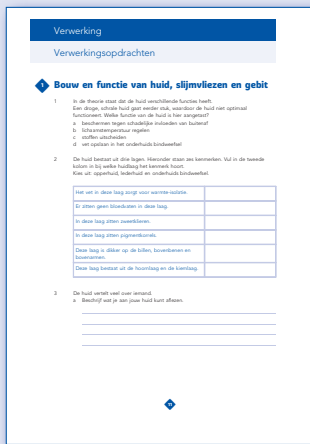 Verwerking
Verwerkingsopdrachten
1 Bouw en functie van huid, slijmvliezen en gebit
1 In de theorie staat dat de huid verschillende functies heeft.
Een droge, schrale huid gaat eerder stuk, waardoor de huid niet optimaal
functioneert. Welke functie van de huid is hier aangetast?
a beschermen tegen schadelijke invloeden van buitenaf
b lichaamstemperatuur regelen
c stoffen uitscheiden
d vet opslaan in het onderhuids bindweefsel
2 De huid bestaat uit drie lagen. Hieronder staan zes kenmerken. Vul in de tweede
kolom in bij welke huidlaag het kenmerk hoort.
Kies uit: opperhuid, lederhuid en onderhuids bindweefsel.
Het vet in deze laag zorgt voor warmte-isolatie.
Er zitten geen bloedvaten in deze laag.
In deze laag zitten zweetklieren.
In deze laag zitten pigmentkorrels.
Deze laag is dikker op de billen, bovenbenen en
bovenarmen.
Deze laag bestaat uit de hoornlaag en de kiemlaag.
3 De huid vertelt veel over iemand.
a Beschrijf wat je aan jouw huid kunt aflezen.